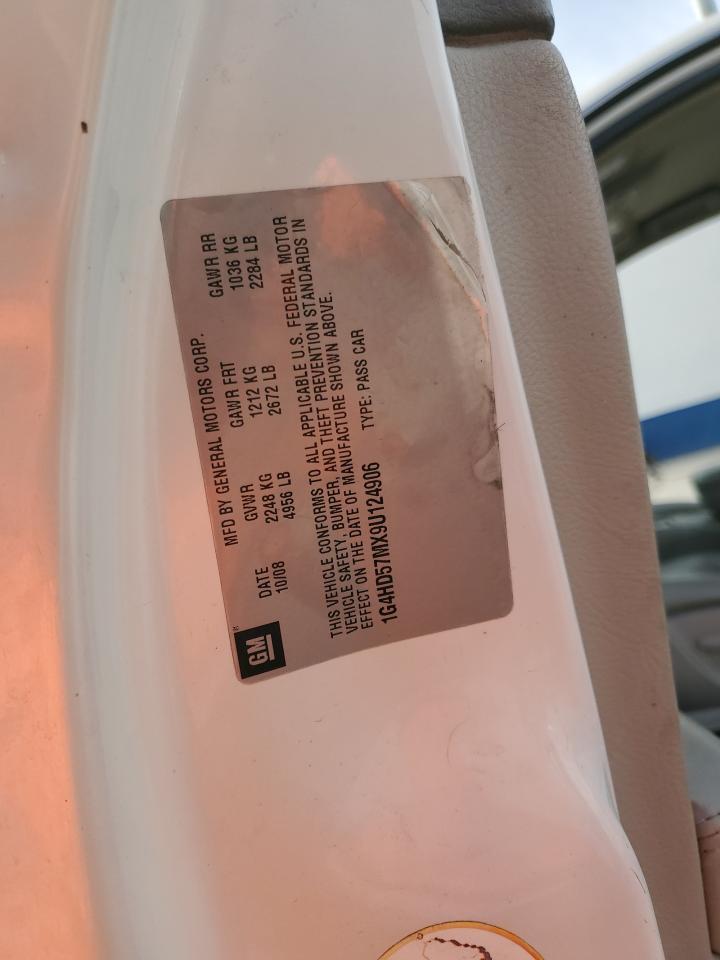 GM
MFD BY GENERAL MOTORS CORP.
DATE GVWR GAWR FRT GAWR RR
10/08 2248 KG 1212 KG 1036 KG
4956 LB 2672 LB 2284 LB
THIS VEHICLE CONFORMS TO ALL APPLICABLE U.S. FEDERAL MOTOR
VEHICLE SAFETY, BUMPER, AND THEFT PREVENTION STANDARDS IN
EFFECT ON THE DATE OF MANUFACTURE SHOWN ABOVE.
1G4HD57MX9U124906 TYPE: PASS CAR